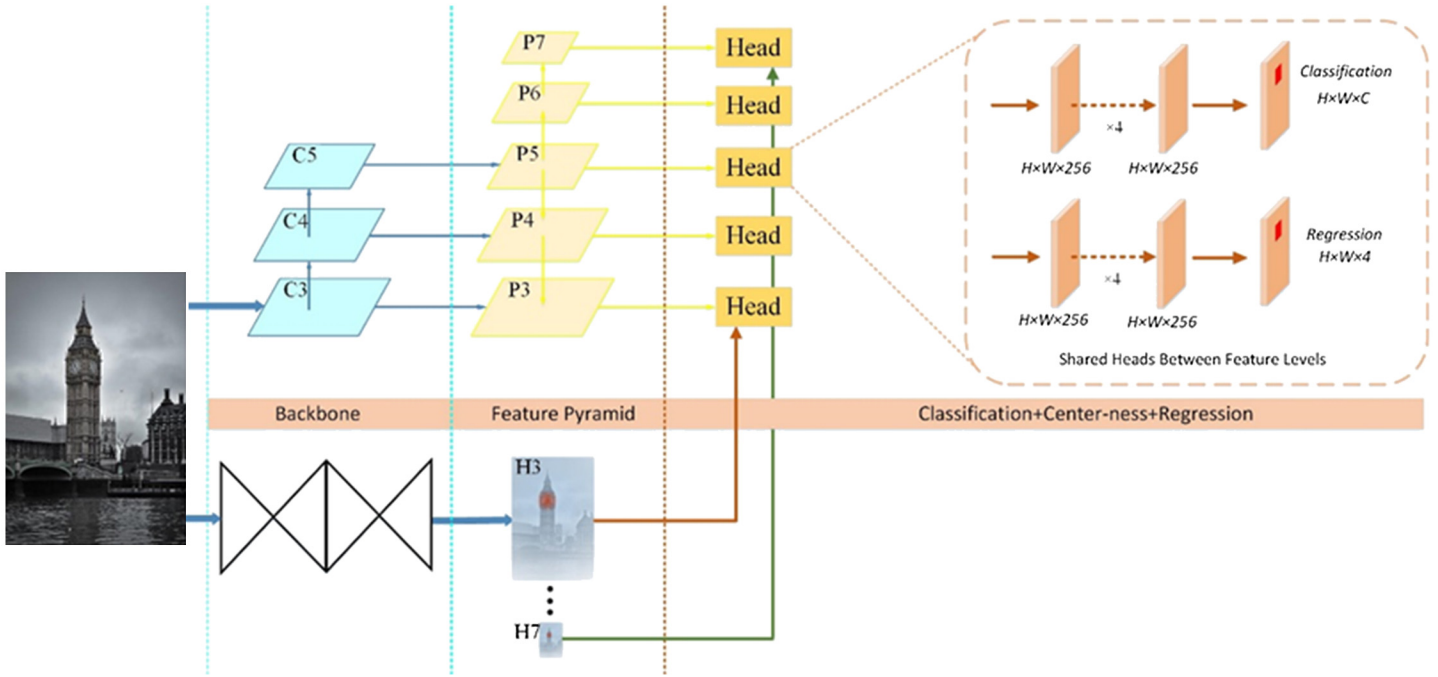 P7
Head
P6
Head
C5
P5
Head
C4
P4
Head
C3
P3
Head
Classification
H×W×C
×4
H×W×256
H×W×256
Regression
H×W×4
×4
H×W×256
H×W×256
Shared Heads Between Feature Levels
Backbone
Feature Pyramid
Classification+Center-ness+Regression
H3
H7